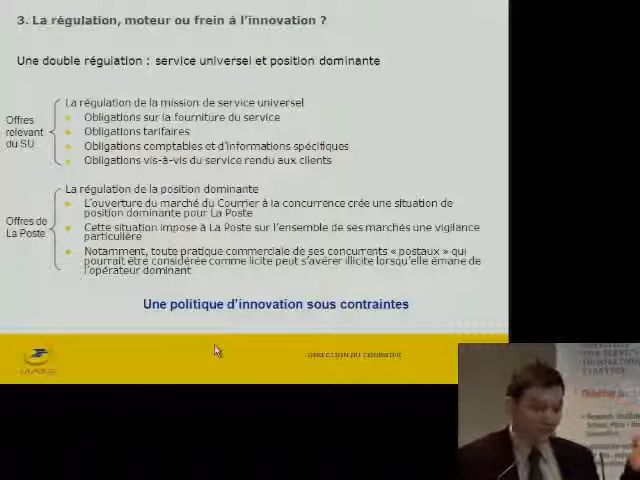 3. La régulation, moteur ou frein à l'innovation ?
Une double régulation : service universel et position dominante
Offres
relevant
du SU
La régulation de la mission de service universel
Obligations sur la fourniture du service
Obligations tarifaires
Obligations comptables et d'informations spécifiques
Obligations vis-à-vis du service rendu aux clients
Offres de
La Poste
La régulation de la position dominante
L'ouverture du marché du Courrier à la concurrence crée une situation de
position dominante pour La Poste
Cette situation impose à La Poste sur l'ensemble de ses marchés une vigilance
particulière
Notamment, toute pratique commerciale de ses concurrents « postaux » qui
pourrait être considérée comme licite peut s'avérer illicite lorsqu'elle émane de
l'opérateur dominant
Une politique d'innovation sous contraintes
LA POSTE
DIRECTION DU COURRIER